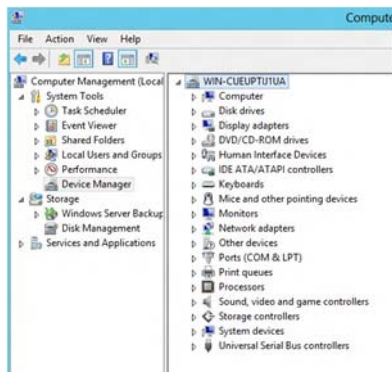 Compute
File Action View Help
Computer Management (Local
System Tools
Task Scheduler
Event Viewer
Shared Folders
Local Users and Groups
Performance
Device Manager
Storage
Windows Server Backup
Disk Management
Services and Applications
WIN-CUEUPTU1UA
Computer
Disk drives
Display adapters
DVD/CD-ROM drives
Human Interface Devices
IDE ATA/ATAPI controllers
Keyboards
Mice and other pointing devices
Monitors
Network adapters
Other devices
Ports (COM & LPT)
Print queues
Processors
Sound, video and game controllers
Storage controllers
System devices
Universal Serial Bus controllers